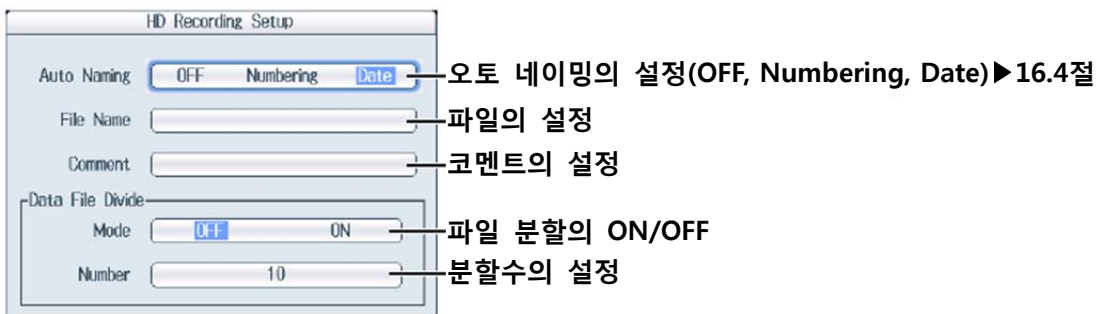 HD Recording Setup
Auto Naming OFF Numbering Date 오토 네이밍의 설정(OFF, Numbering, Date)▶16.4절
File Name 파일의 설정
Comment 코멘트의 설정
Data File Divide
Mode OFF ON 파일 분할의 ON/OFF
Number 10 분할수의 설정